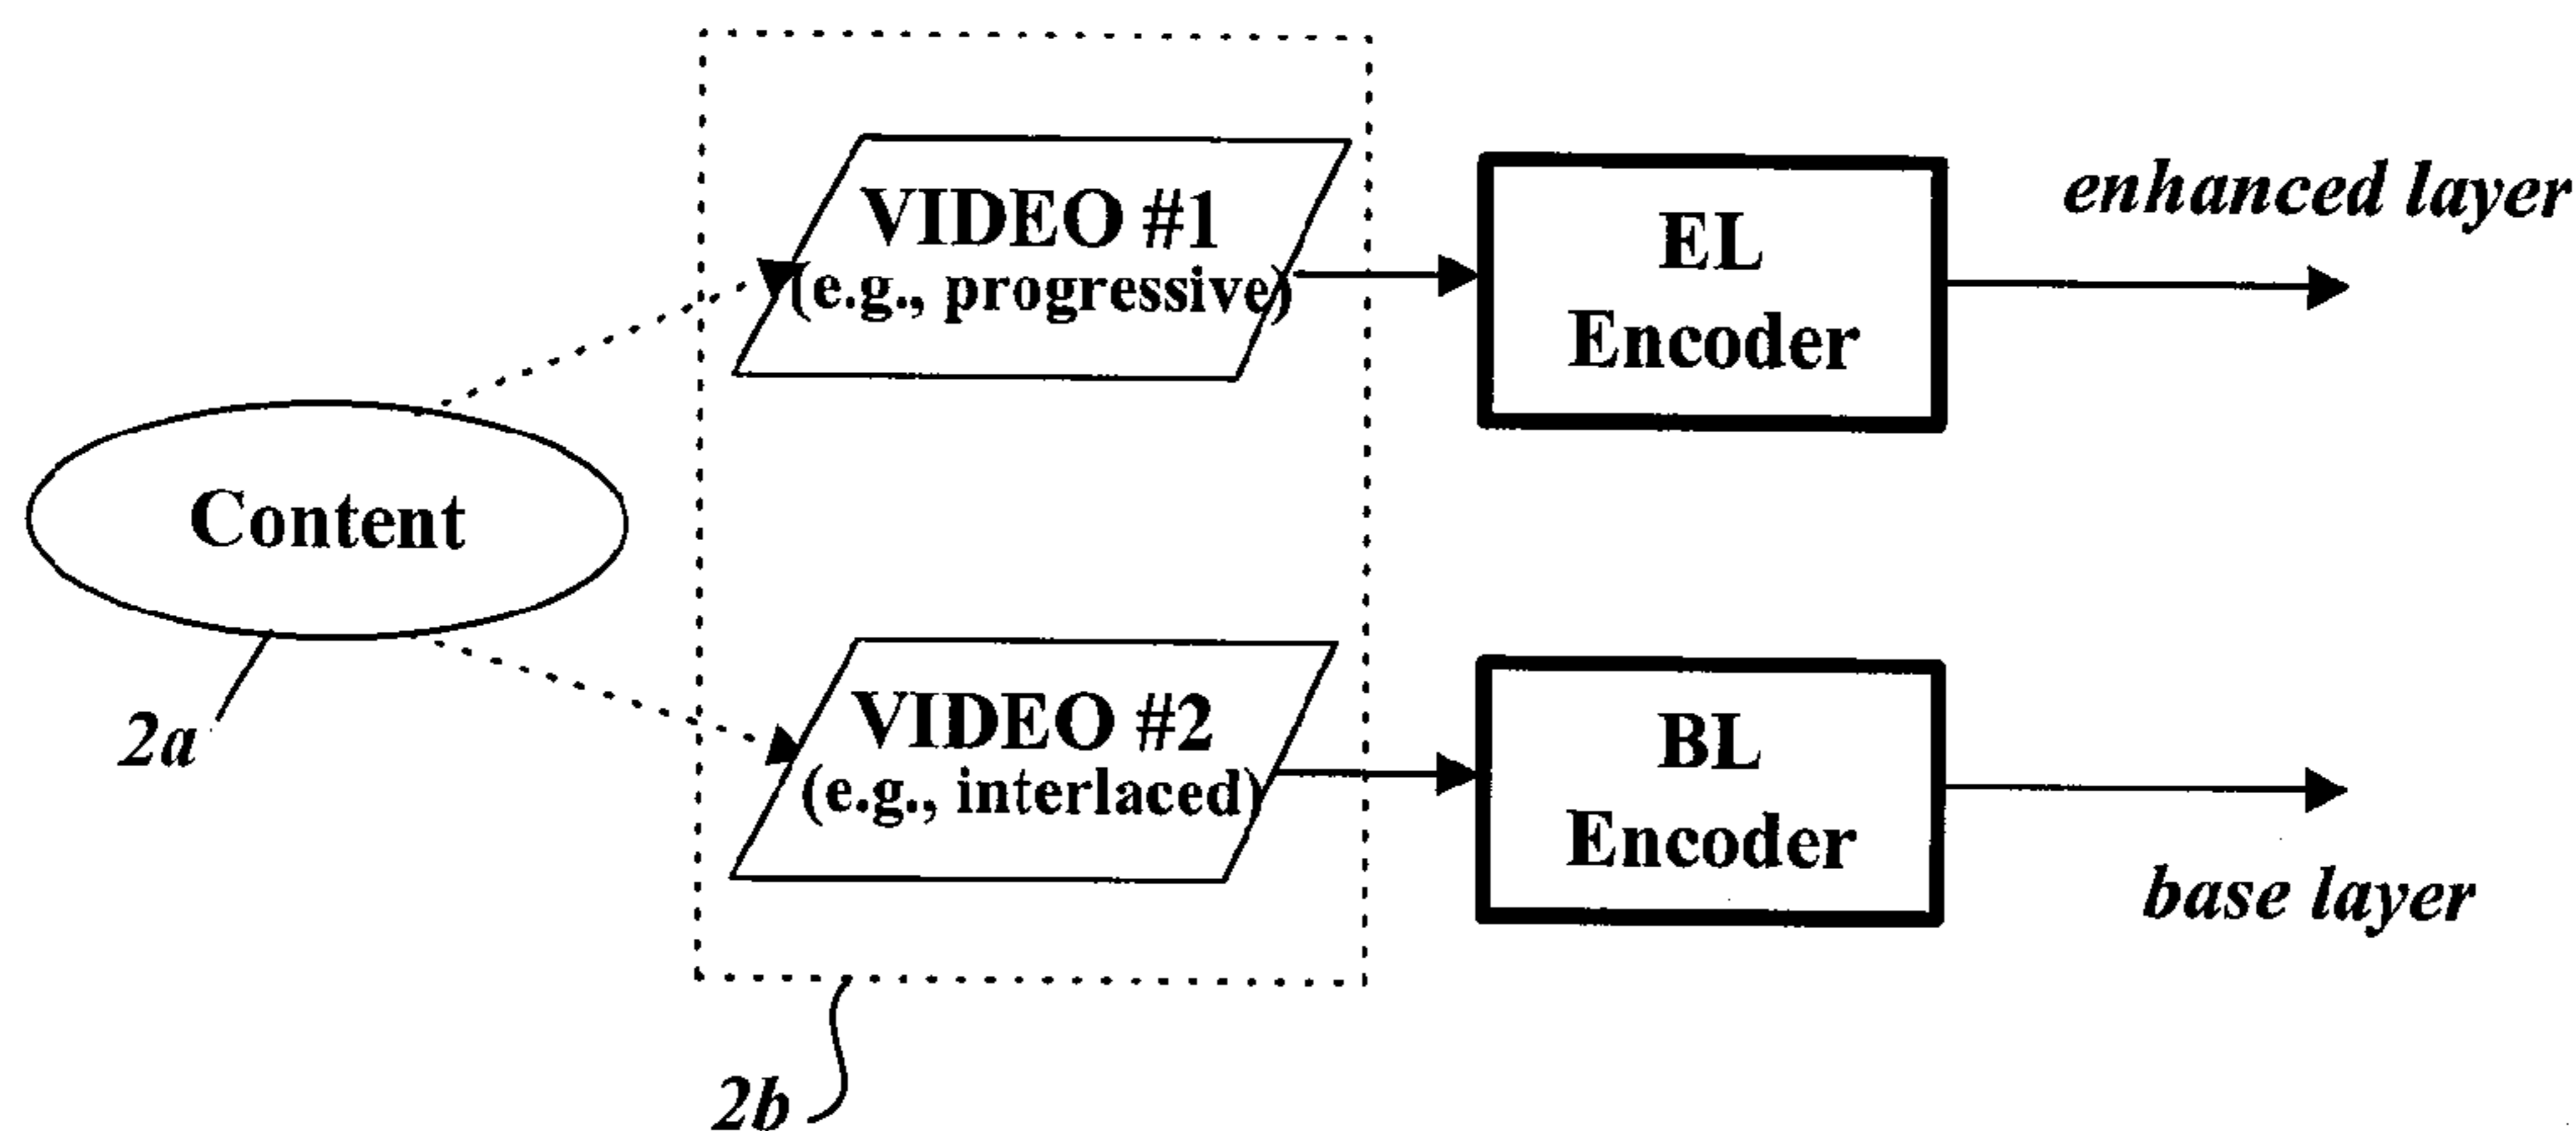 VIDEO #1
(e.g., progressive)
EL
Encoder
enhanced layer
Content
2a
VIDEO #2
(e.g., interlaced)
BL
Encoder
base layer
2b